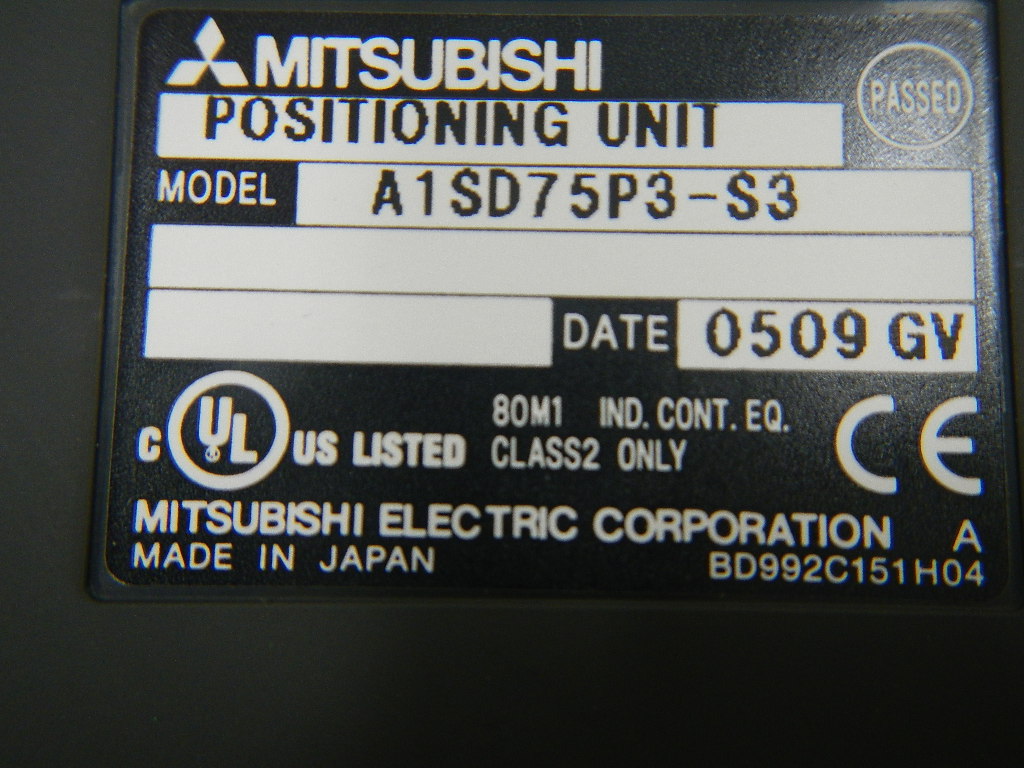 MITSUBISHI
PASSED
POSITIONING UNIT
MODEL A1SD75P3-S3
DATE 0509 GV
C UL US LISTED 80M1 IND. CONT. EQ.
CLASS2 ONLY
CE
MITSUBISHI ELECTRIC CORPORATION A
MADE IN JAPAN BD992C151H04